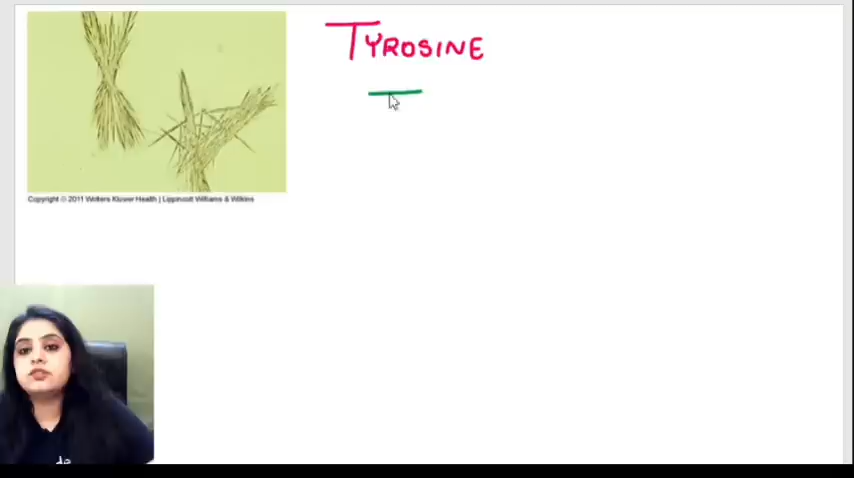 TYROSINE
Copyright © 2011 Wolters Kluwer Health | Lippincott Williams & Wilkins